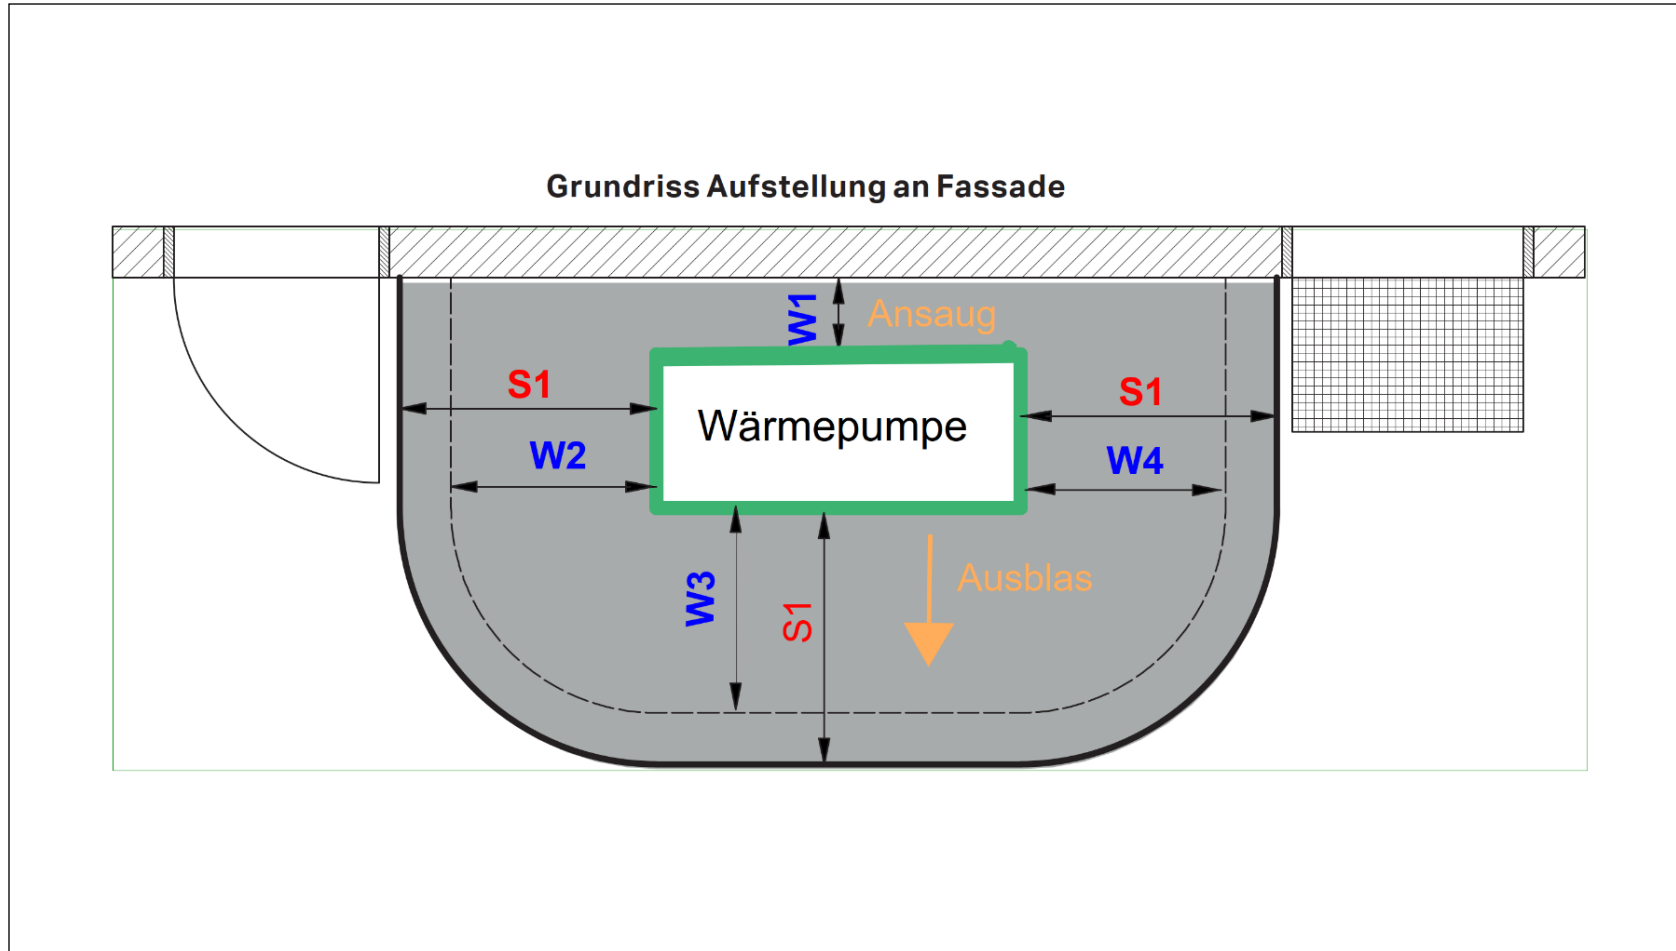 Grundriss Aufstellung an Fassade
W1
Ansaug
S1
S1
Wärmepumpe
W2
W4
W3
S1
Ausblas